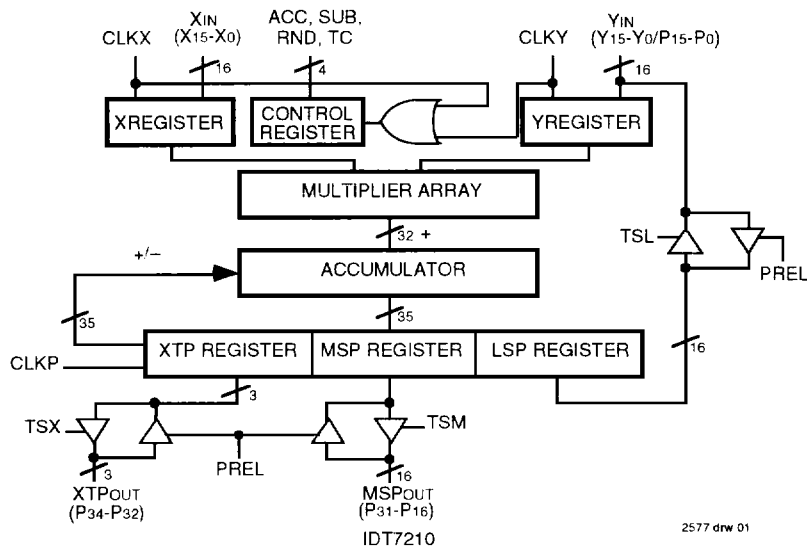 CLKX
XIN
(X15-X0)
ACC, SUB,
RND, TC
CLKY
YIN
(Y15-Y0/P15-P0)
16
4
16
XREGISTER
CONTROL
REGISTER
YREGISTER
MULTIPLIER ARRAY
32 +
TSL
PREL
+/–
ACCUMULATOR
35
35
16
XTP REGISTER
MSP REGISTER
LSP REGISTER
CLKP
3
TSX
TSM
PREL
3
16
XTPOUT
(P34-P32)
MSPOUT
(P31-P16)
IDT7210
2577 drw 01